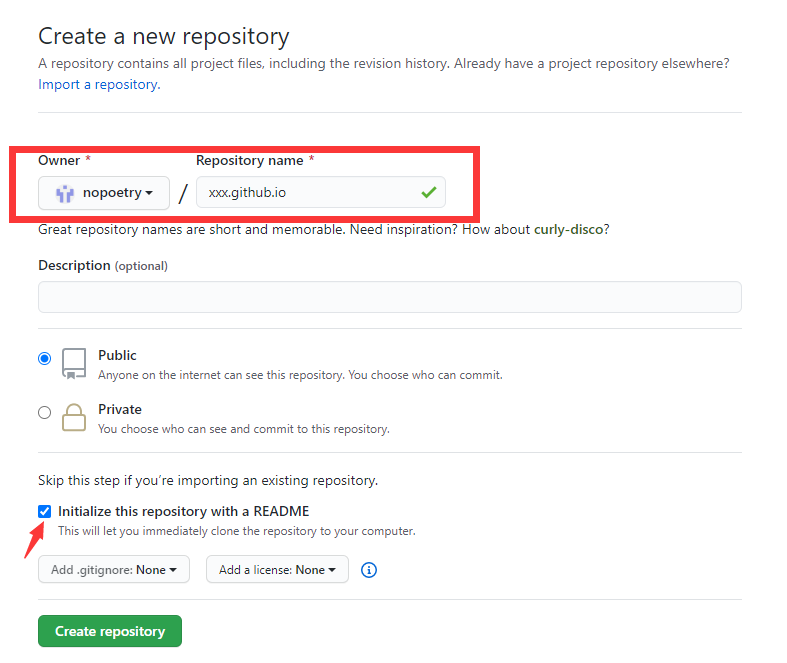 Create a new repository
A repository contains all project files, including the revision history. Already have a project repository elsewhere?
Import a repository.
Owner * Repository name *
nopoetry / xxx.github.io
Great repository names are short and memorable. Need inspiration? How about curly-disco?
Description (optional)
Public
Anyone on the internet can see this repository. You choose who can commit.
Private
You choose who can see and commit to this repository.
Skip this step if you’re importing an existing repository.
Initialize this repository with a README
This will let you immediately clone the repository to your computer.
Add .gitignore: None Add a license: None
Create repository